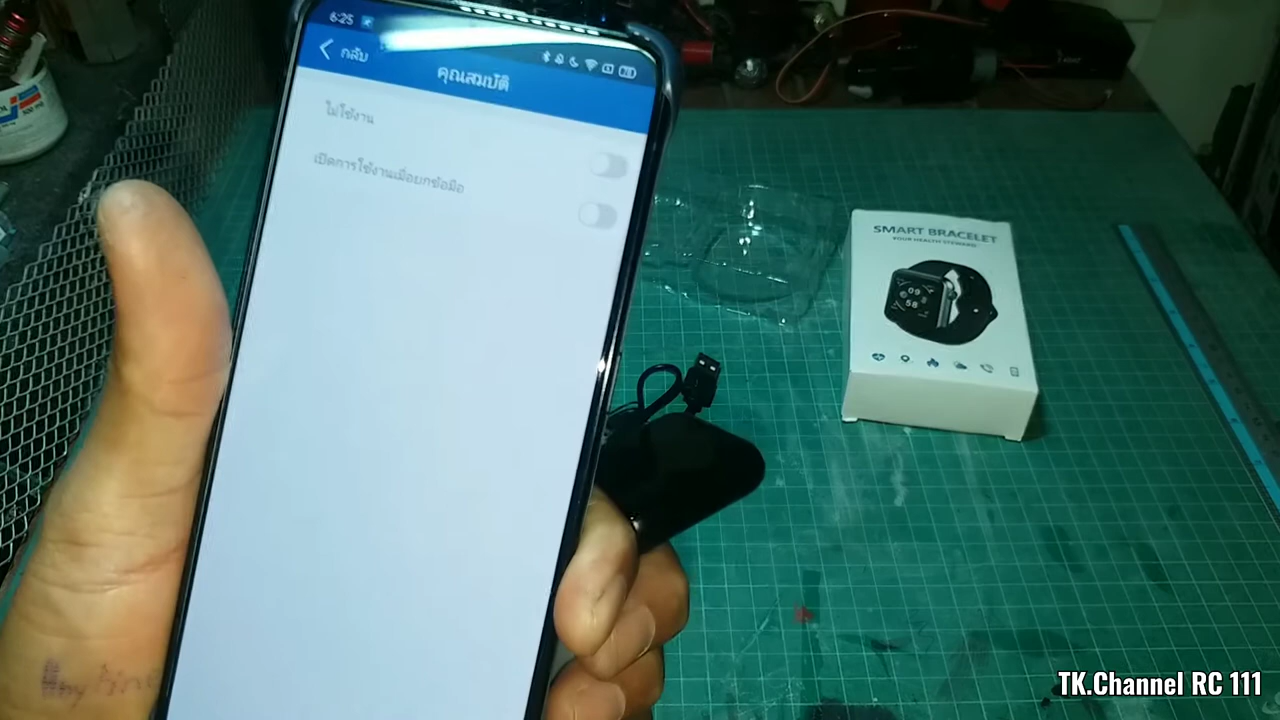 6:25
กลับ
คุณสมบัติ
ไม่ใช้งาน
เปิดการใช้งานเมื่อยกข้อมือ
SMART BRACELET
YOUR HEALTH STEWARD
09
58
TK.Channel RC 111